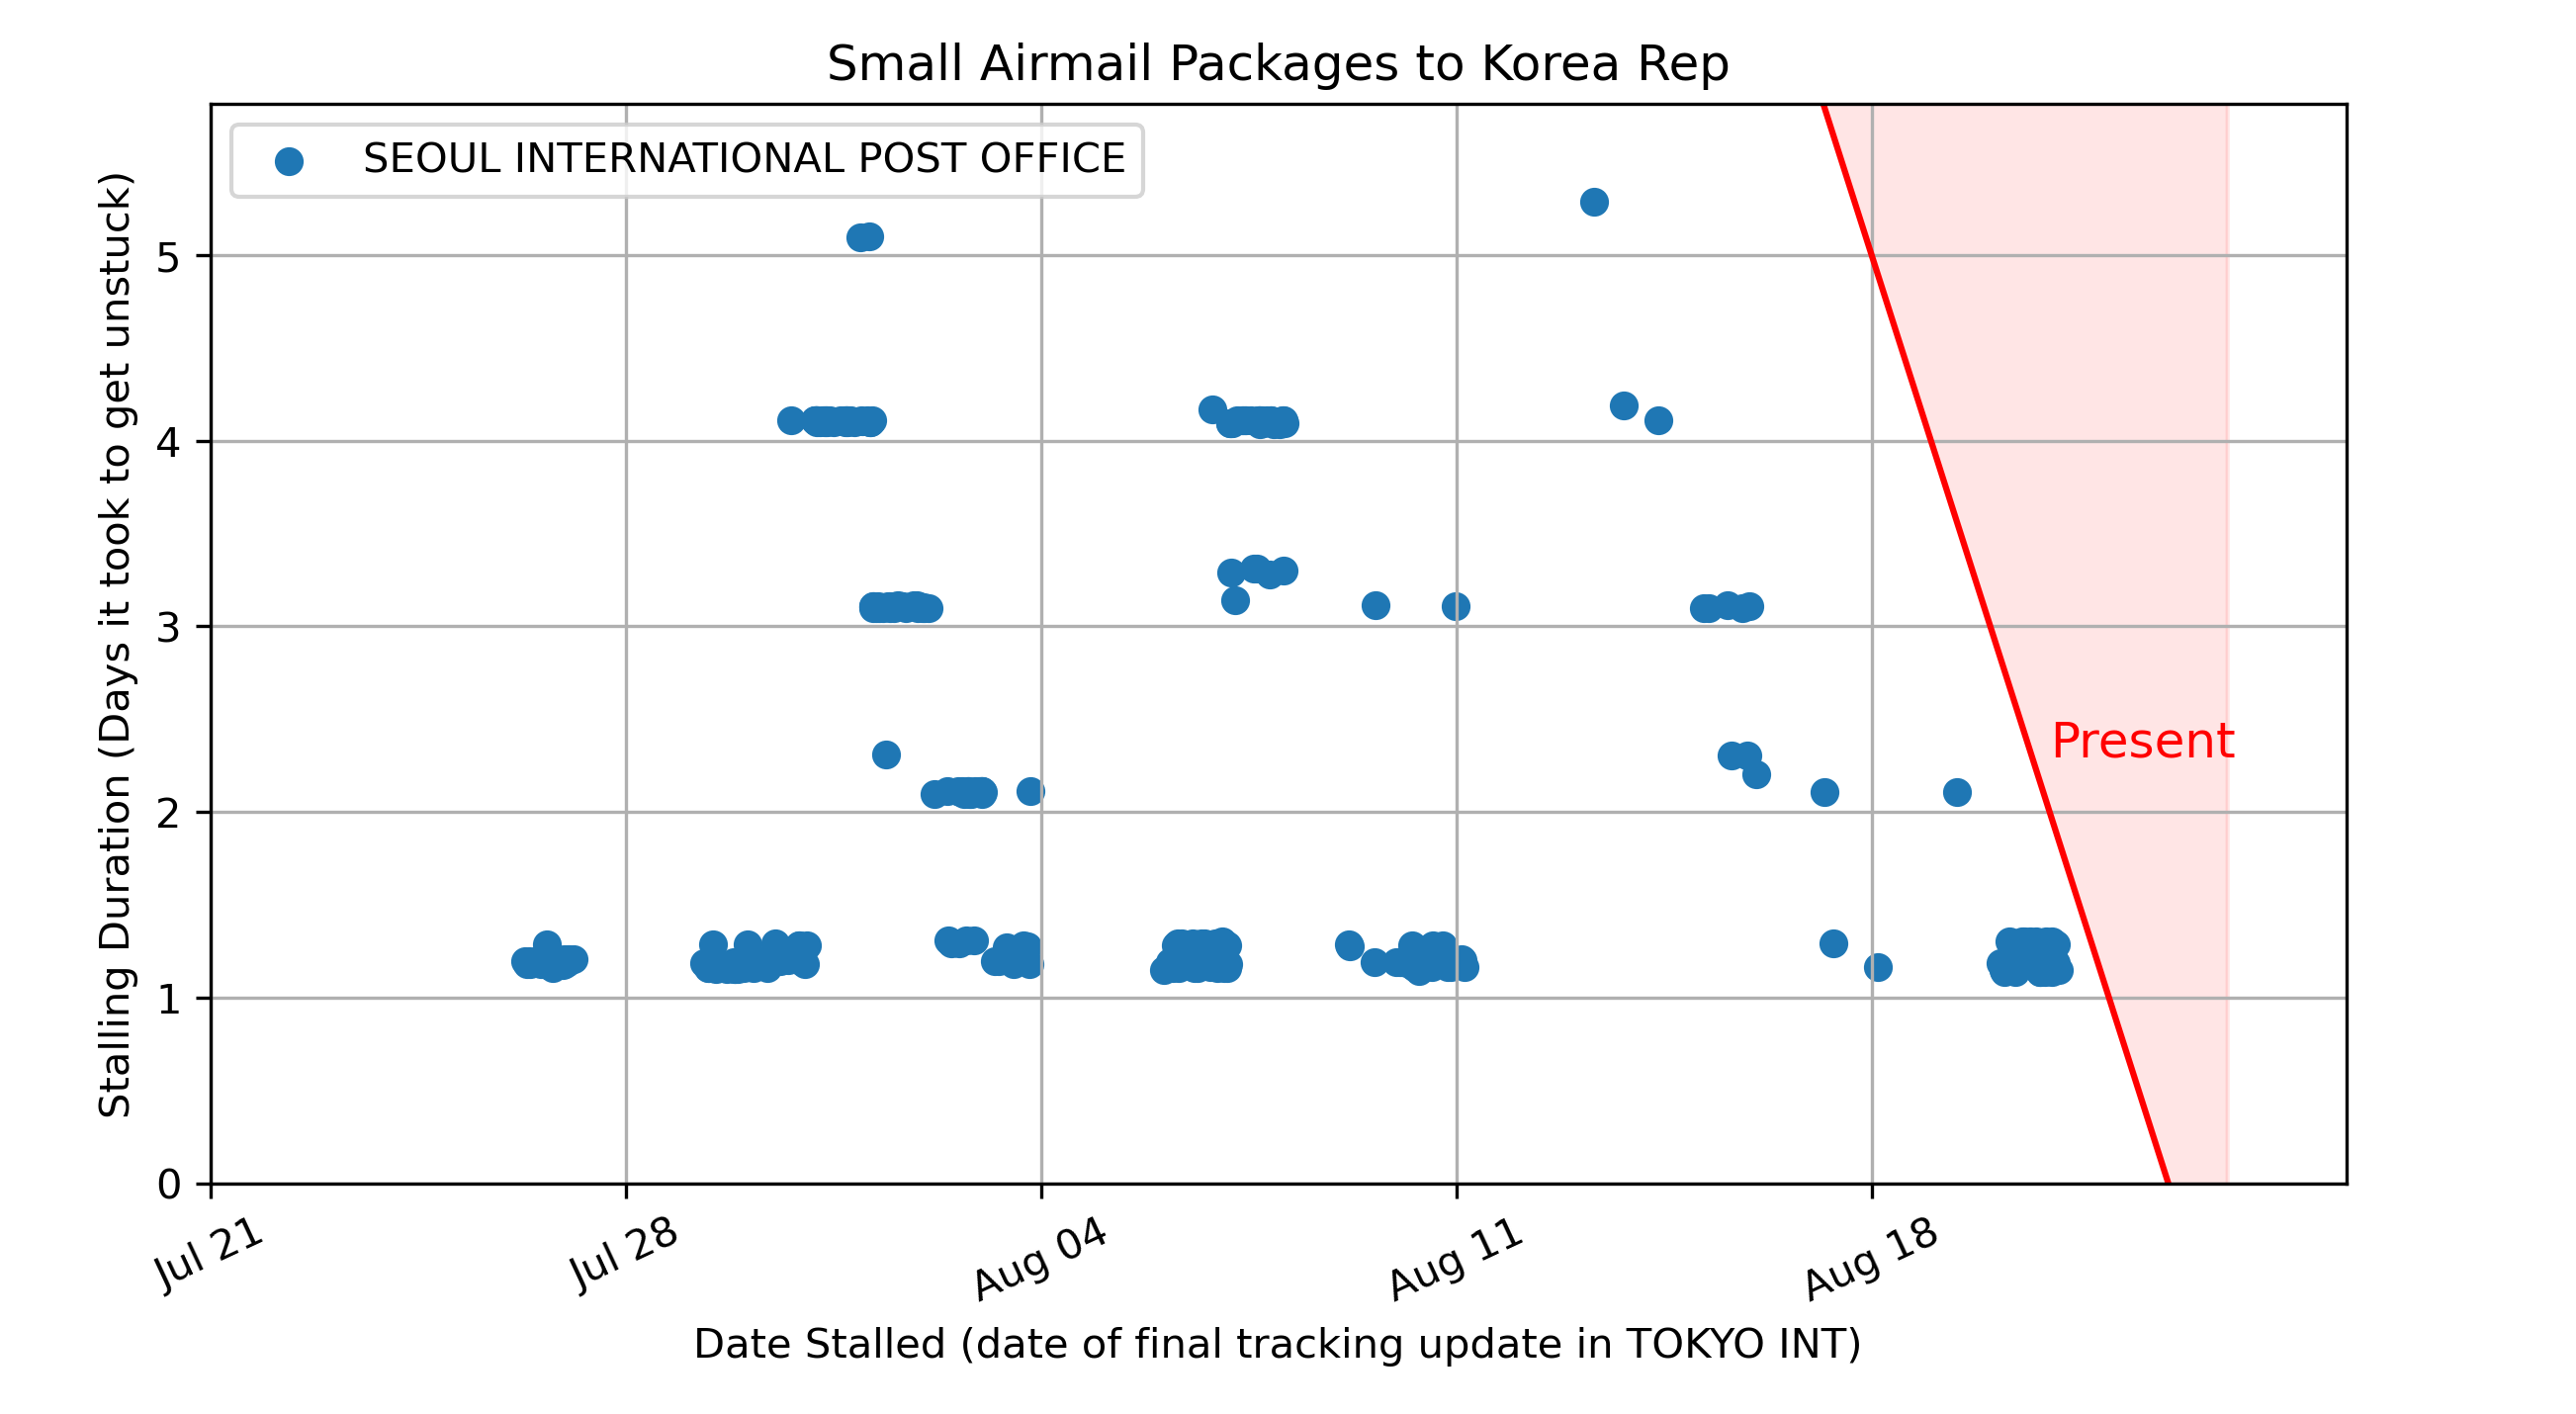 Small Airmail Packages to Korea Rep
SEOUL INTERNATIONAL POST OFFICE
Stalling Duration (Days it took to get unstuck)
5
4
3
2
1
0
Present
Jul 21
Jul 28
Aug 04
Aug 11
Aug 18
Date Stalled (date of final tracking update in TOKYO INT)